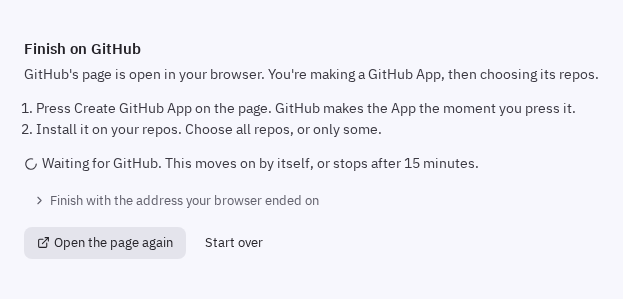 Finish on GitHub
GitHub's page is open in your browser. You're making a GitHub App, then choosing its repos.
1. Press Create GitHub App on the page. GitHub makes the App the moment you press it.
2. Install it on your repos. Choose all repos, or only some.
Waiting for GitHub. This moves on by itself, or stops after 15 minutes.
Finish with the address your browser ended on
Open the page again
Start over